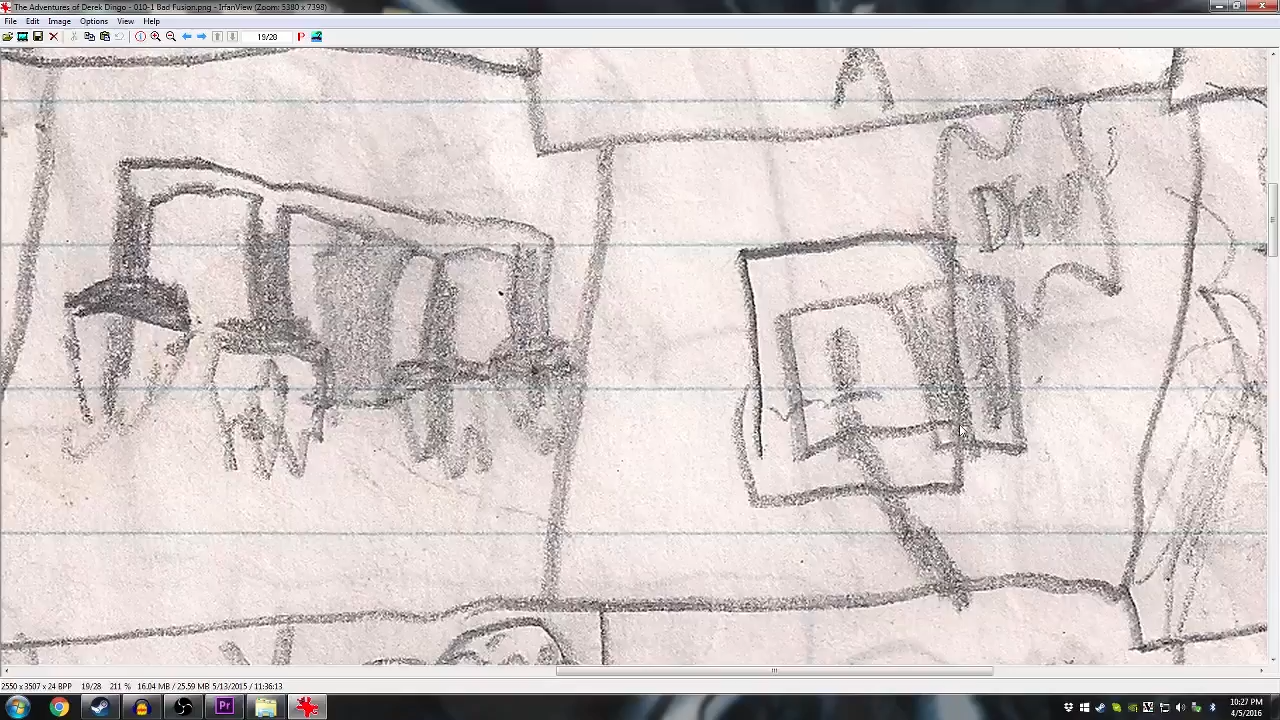 The Adventures of Derek Dingo - 010-1 Bad Fusion.png - IrfanView (Zoom: 5380 x 7398)
File Edit Image Options View Help
19/28
P
2550 x 3507 x 24 BPP 19/28 211 % 16.04 MB / 25.59 MB 5/13/2015 / 11:36:13
Pr
10:27 PM
4/5/2016